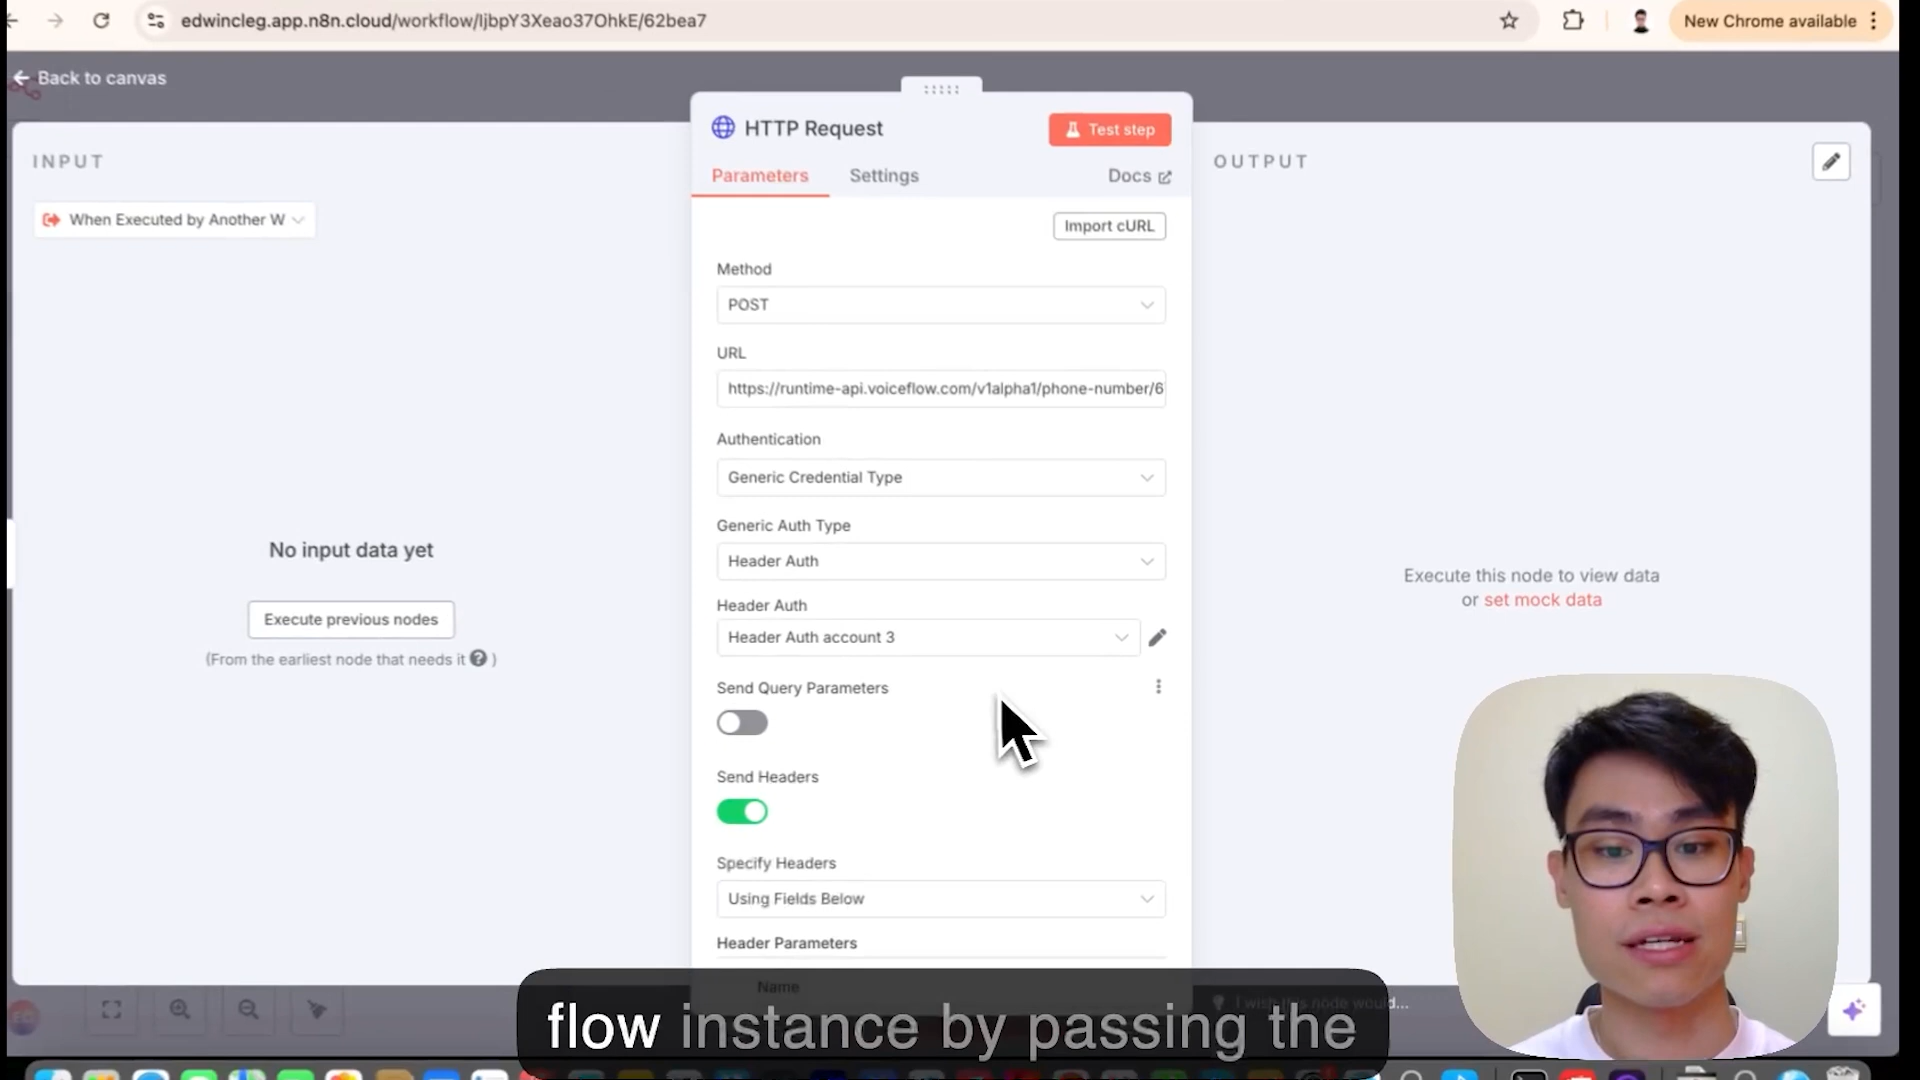 edwincleg.app.n8n.cloud/workflow/ljbpY3Xeao37OhkE/62bea7
New Chrome available
Back to canvas
HTTP Request
Test step
INPUT
OUTPUT
Parameters
Settings
Docs
When Executed by Another W
Import cURL
Method
POST
URL
https://runtime-api.voiceflow.com/v1alpha1/phone-number/6
Authentication
Generic Credential Type
Generic Auth Type
Header Auth
No input data yet
Execute previous nodes
(From the earliest node that needs it ? )
Execute this node to view data
or set mock data
Header Auth
Header Auth account 3
Send Query Parameters
Send Headers
Specify Headers
Using Fields Below
Header Parameters
Name
I wish this node would...
flow instance by passing the